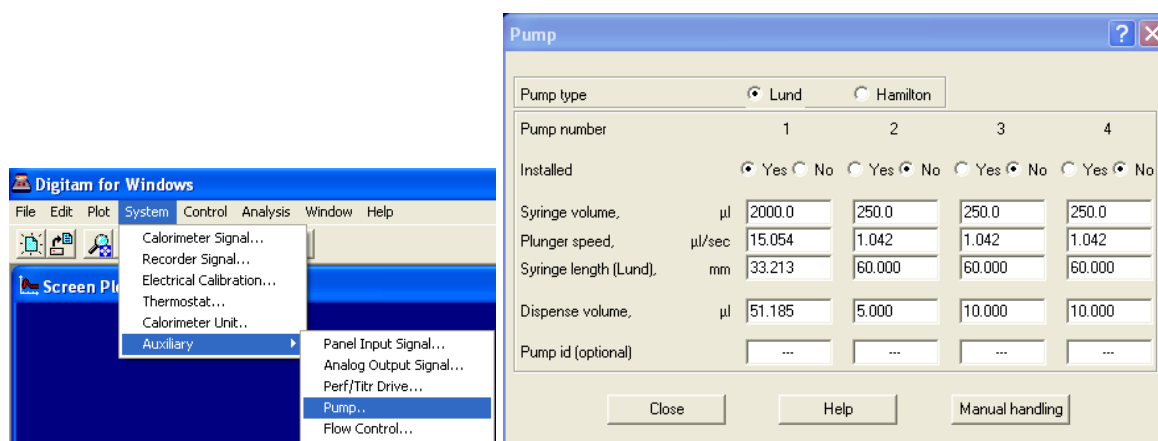 Digitam for Windows
File Edit Plot System Control Analysis Window Help
Calorimeter Signal...
Recorder Signal...
Electrical Calibration...
Thermostat...
Calorimeter Unit..
Auxiliary
Screen
Panel Input Signal...
Analog Output Signal...
Perf/Titr Drive...
Pump..
Flow Control...
Pump
Pump type Lund Hamilton
Pump number 1 2 3 4
Installed Yes No Yes No Yes No Yes No
Syringe volume, µl 2000.0 250.0 250.0 250.0
Plunger speed, µl/sec 15.054 1.042 1.042 1.042
Syringe length (Lund), mm 33.213 60.000 60.000 60.000
Dispense volume, µl 51.185 5.000 10.000 10.000
Pump id (optional) --- --- --- ---
Close Help Manual handling